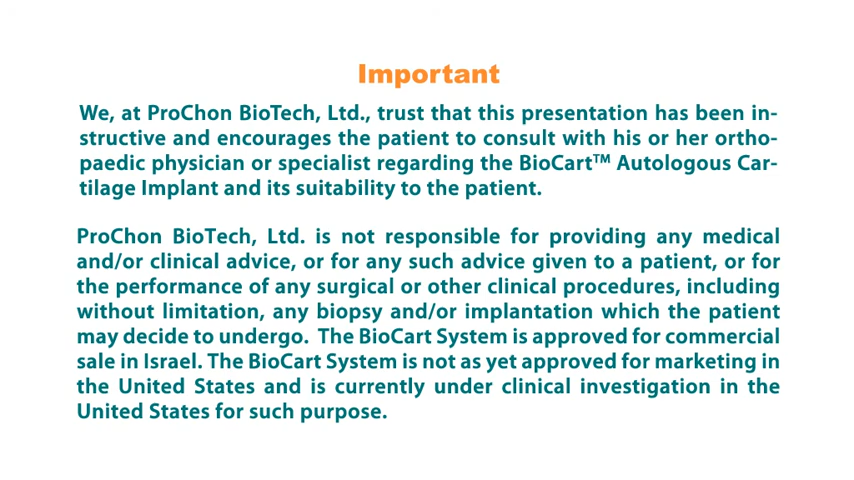 Important
We, at ProChon BioTech, Ltd., trust that this presentation has been in-
structive and encourages the patient to consult with his or her ortho-
paedic physician or specialist regarding the BioCart™ Autologous Car-
tilage Implant and its suitability to the patient.
ProChon BioTech, Ltd. is not responsible for providing any medical
and/or clinical advice, or for any such advice given to a patient, or for
the performance of any surgical or other clinical procedures, including
without limitation, any biopsy and/or implantation which the patient
may decide to undergo.  The BioCart System is approved for commercial
sale in Israel. The BioCart System is not as yet approved for marketing in
the United States and is currently under clinical investigation in the
United States for such purpose.